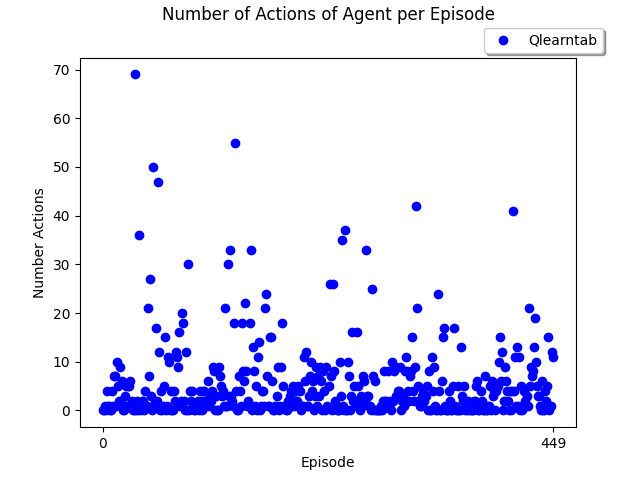 Number of Actions of Agent per Episode
Qlearntab
70
60
50
40
30
20
10
0
Number Actions
0 449
Episode